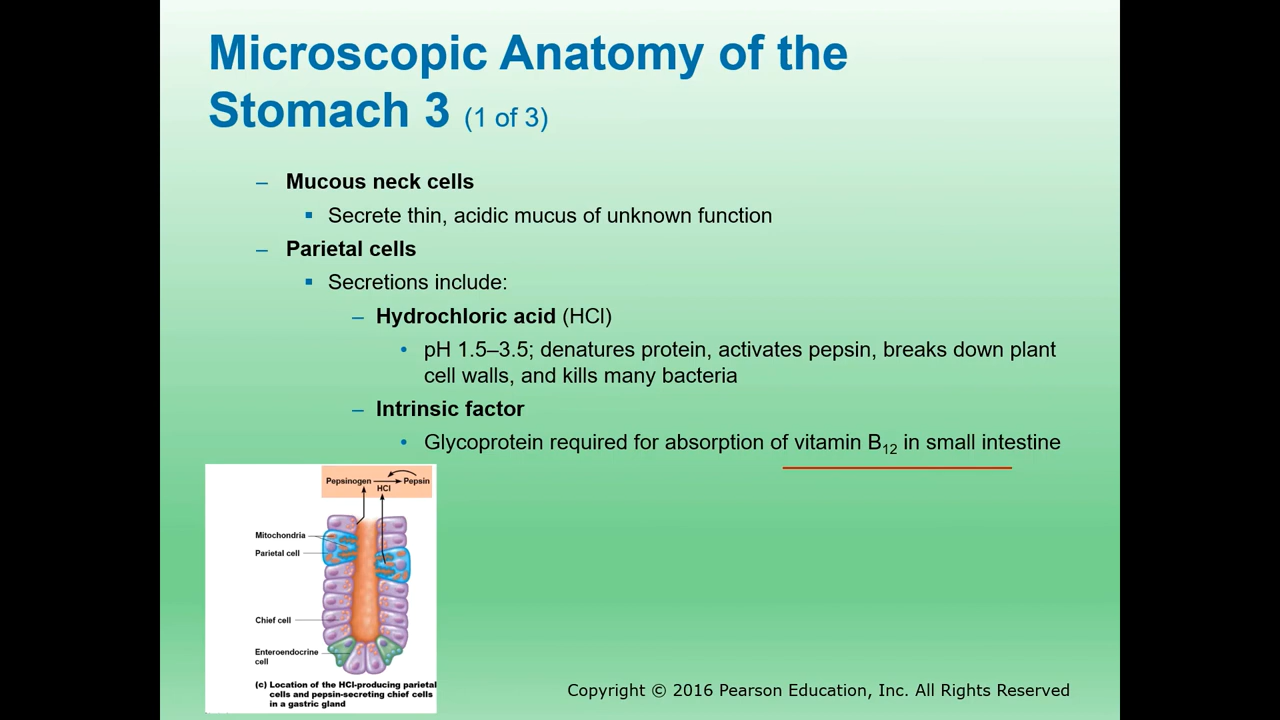 Microscopic Anatomy of the
Stomach 3 (1 of 3)
– Mucous neck cells
▪ Secrete thin, acidic mucus of unknown function
– Parietal cells
▪ Secretions include:
– Hydrochloric acid (HCl)
• pH 1.5–3.5; denatures protein, activates pepsin, breaks down plant
cell walls, and kills many bacteria
– Intrinsic factor
• Glycoprotein required for absorption of vitamin B12 in small intestine
Pepsinogen
HCl
Pepsin
Mitochondria
Parietal cell
Chief cell
Enteroendocrine
cell
(c) Location of the HCl-producing parietal
cells and pepsin-secreting chief cells
in a gastric gland
Copyright © 2016 Pearson Education, Inc. All Rights Reserved